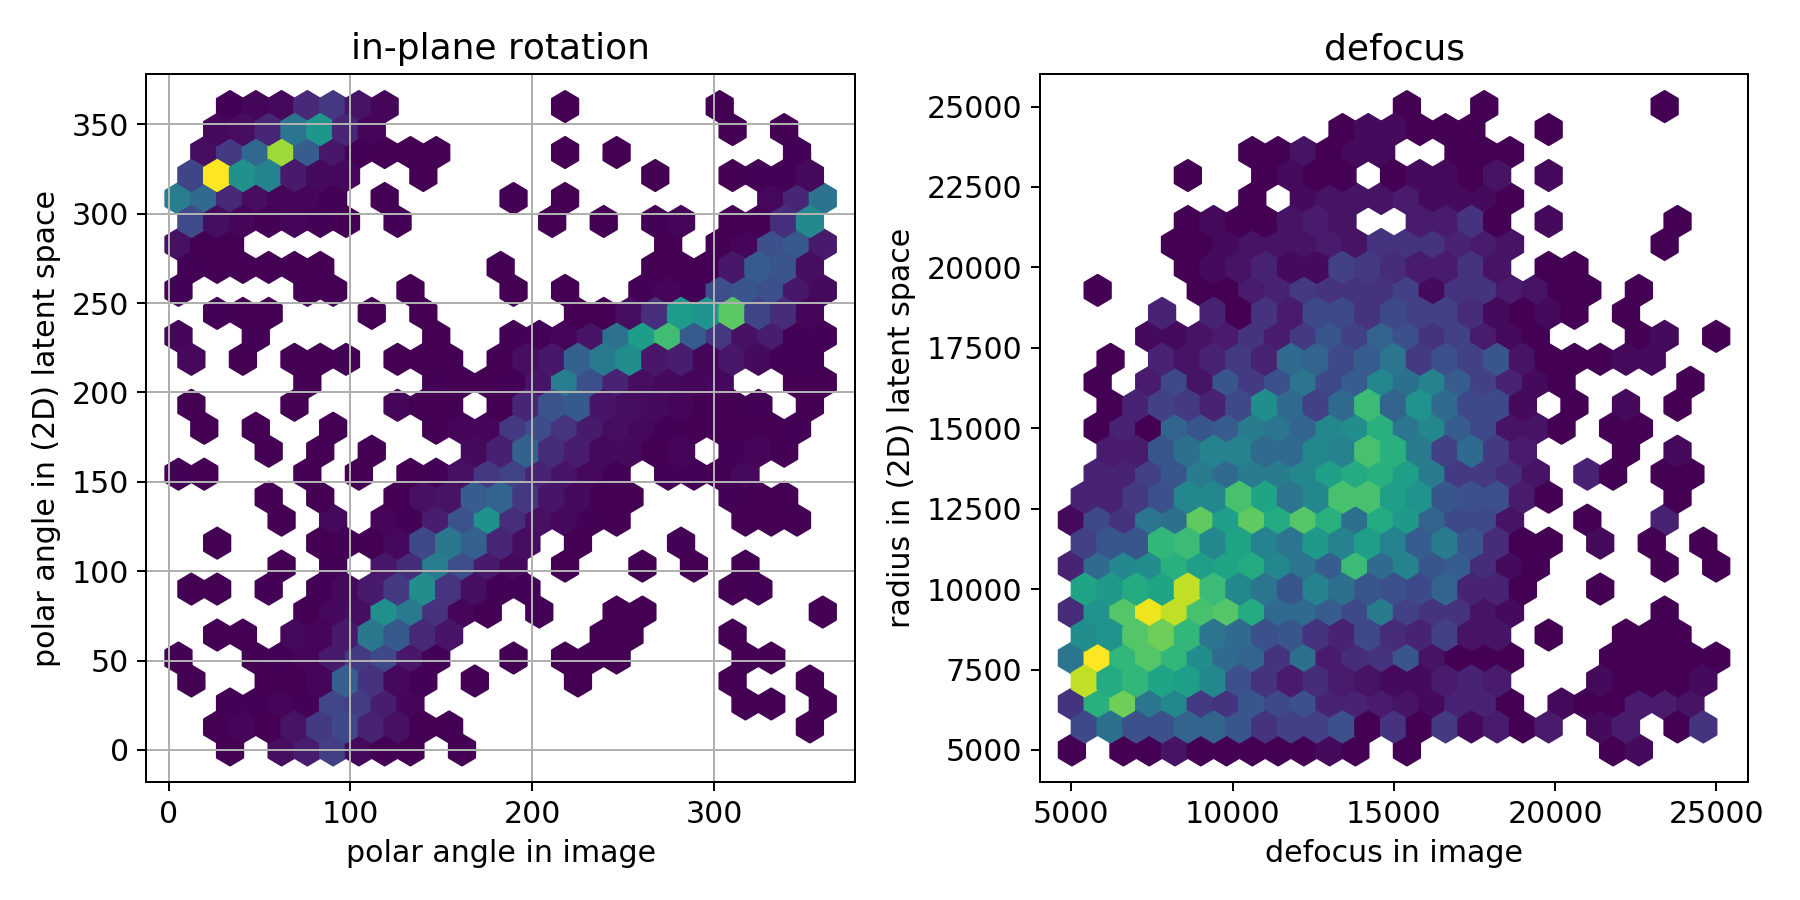 in-plane rotation
polar angle in (2D) latent space
350
300
250
200
150
100
50
0
0 100 200 300
polar angle in image
defocus
radius in (2D) latent space
25000
22500
20000
17500
15000
12500
10000
7500
5000
5000 10000 15000 20000 25000
defocus in image